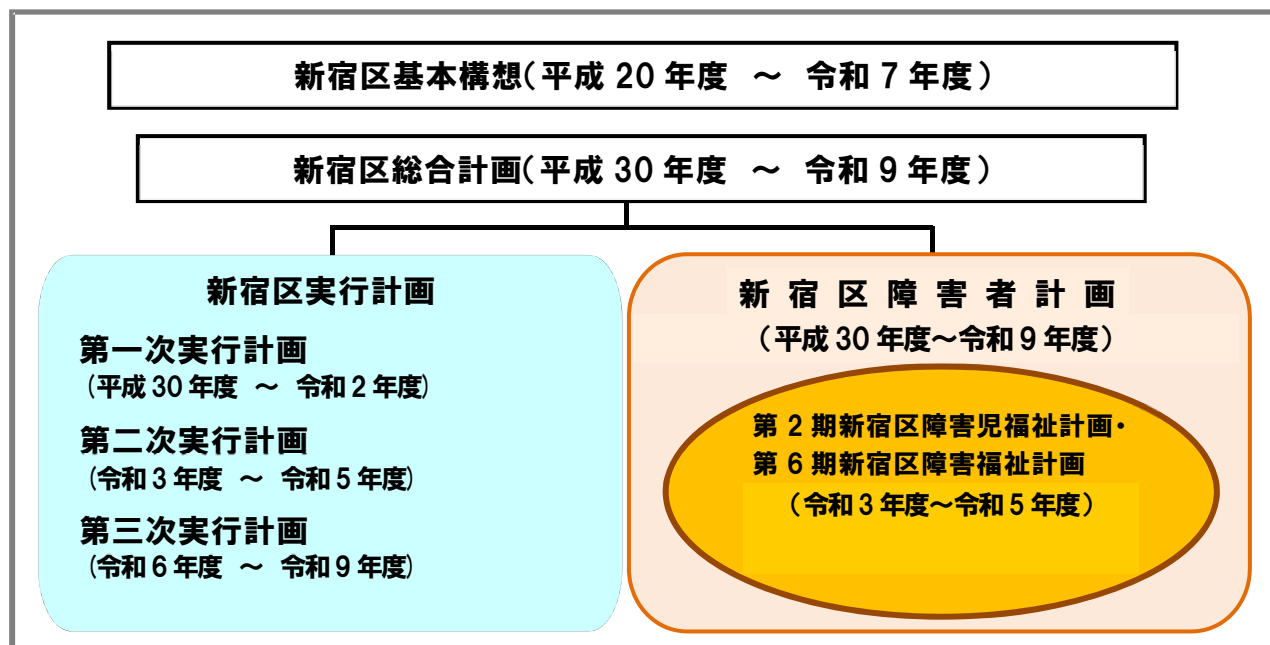 新宿区基本構想(平成 20 年度 ～ 令和 7 年度)
新宿区総合計画(平成 30 年度 ～ 令和 9 年度)
新宿区実行計画
第一次実行計画
(平成 30 年度 ～ 令和 2 年度)
第二次実行計画
(令和 3 年度 ～ 令和 5 年度)
第三次実行計画
(令和 6 年度 ～ 令和 9 年度)
新宿区障害者計画
(平成 30 年度～令和 9 年度)
第 2 期新宿区障害児福祉計画・
第 6 期新宿区障害福祉計画
(令和 3 年度～令和 5 年度)